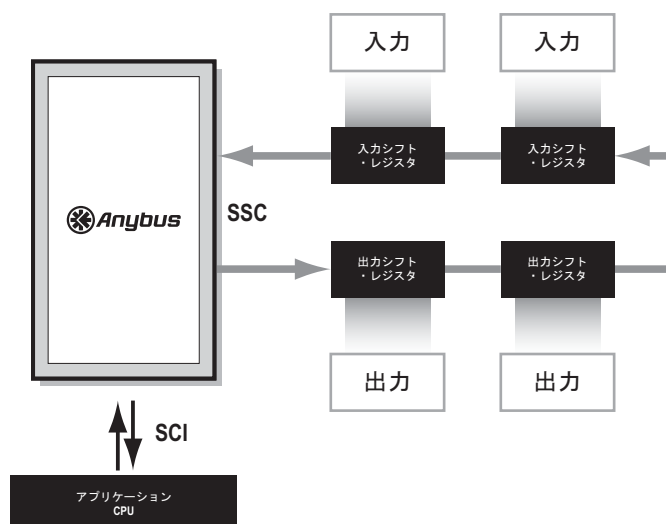 入力
入力
入力シフト
・レジスタ
入力シフト
・レジスタ
Anybus
SSC
出力シフト
・レジスタ
出力シフト
・レジスタ
出力
出力
SCI
アプリケーション
CPU